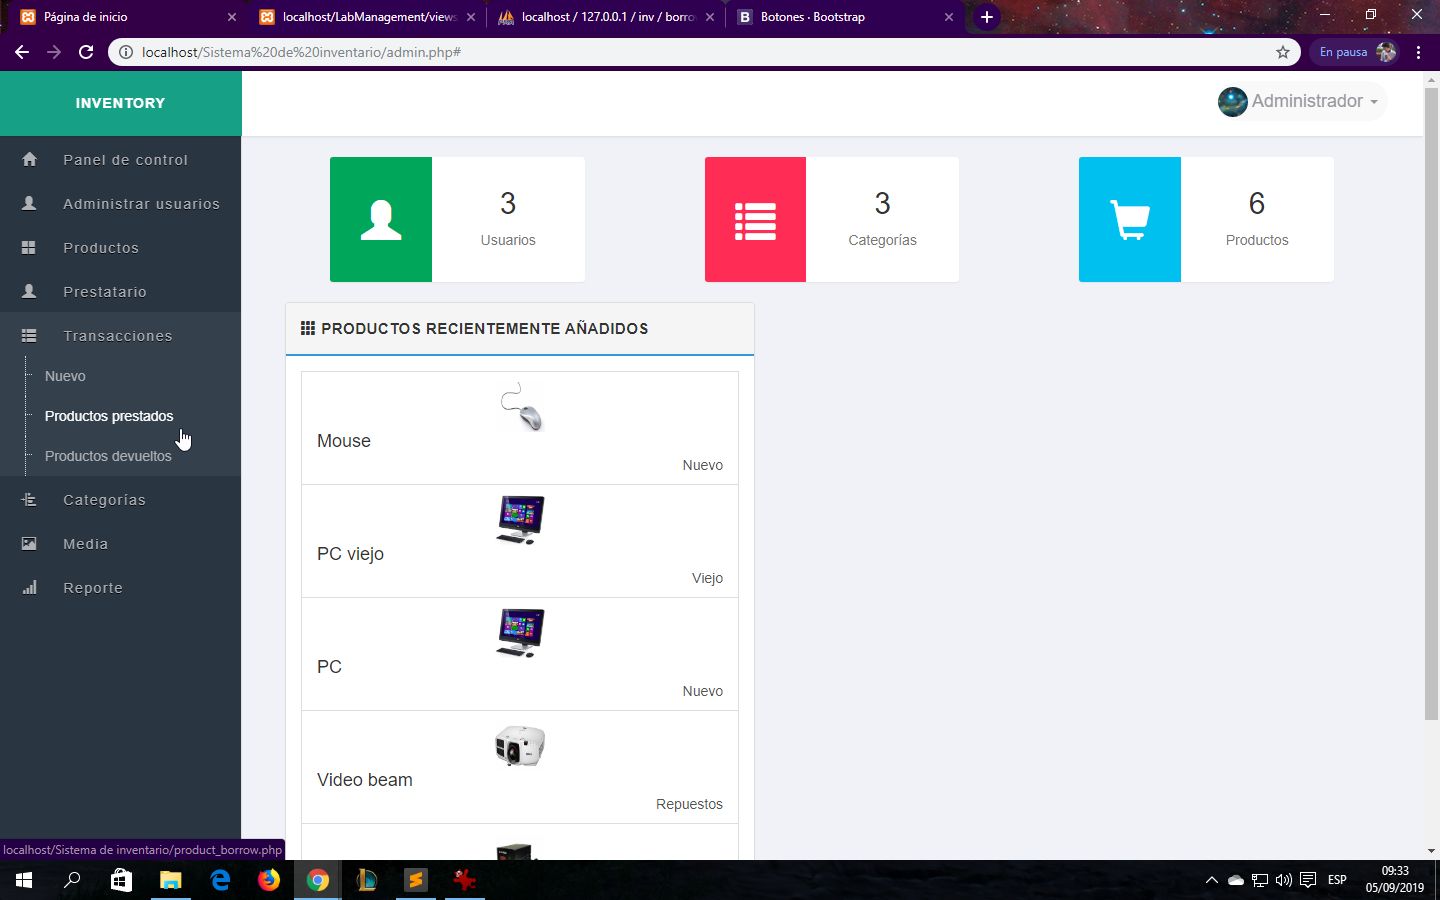 Página de inicio
localhost/LabManagement/views
localhost / 127.0.0.1 / inv / borro
B Botones · Bootstrap
localhost/Sistema%20de%20inventario/admin.php#
En pausa
INVENTORY
Administrador
Panel de control
Administrar usuarios
Productos
Prestatario
Transacciones
Nuevo
Productos prestados
Productos devueltos
Categorías
Media
Reporte
3
Usuarios
3
Categorías
6
Productos
PRODUCTOS RECIENTEMENTE AÑADIDOS
Mouse
Nuevo
PC viejo
Viejo
PC
Nuevo
Video beam
Repuestos
localhost/Sistema de inventario/product_borrow.php
ESP
09:33
05/09/2019